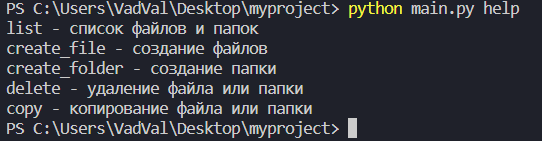 PS C:\Users\VadVal\Desktop\myproject> python main.py help
list - список файлов и папок
create_file - создание файлов
create_folder - создание папки
delete - удаление файла или папки
copy - копирование файла или папки
PS C:\Users\VadVal\Desktop\myproject>